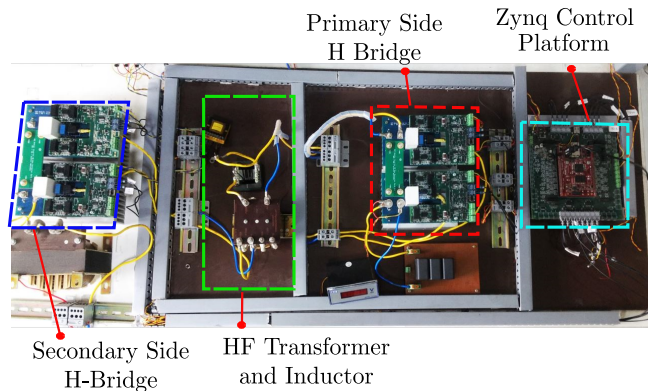 Primary Side
H Bridge
Zynq Control
Platform
Secondary Side
H-Bridge
HF Transformer
and Inductor